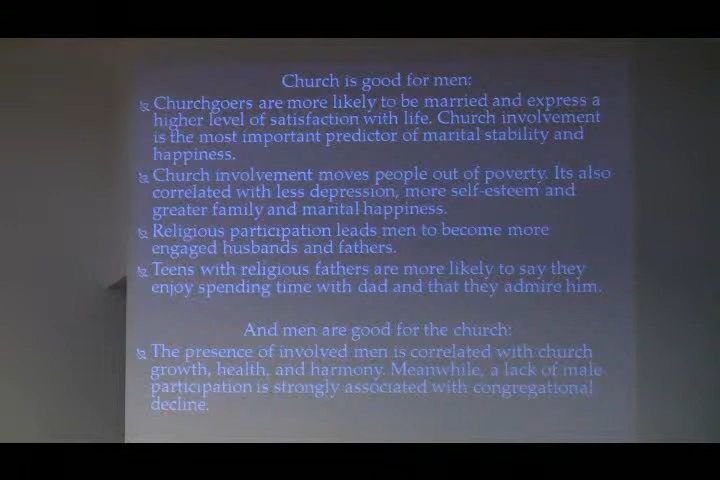 Church is good for men:
Churchgoers are more likely to be married and express a
higher level of satisfaction with life. Church involvement
is the most important predictor of marital stability and
happiness.
Church involvement moves people out of poverty. Its also
correlated with less depression, more self-esteem and
greater family and marital happiness.
Religious participation leads men to become more
engaged husbands and fathers.
Teens with religious fathers are more likely to say they
enjoy spending time with dad and that they admire him.
And men are good for the church:
The presence of involved men is correlated with church
growth, health, and harmony. Meanwhile, a lack of male
participation is strongly associated with congregational
decline.